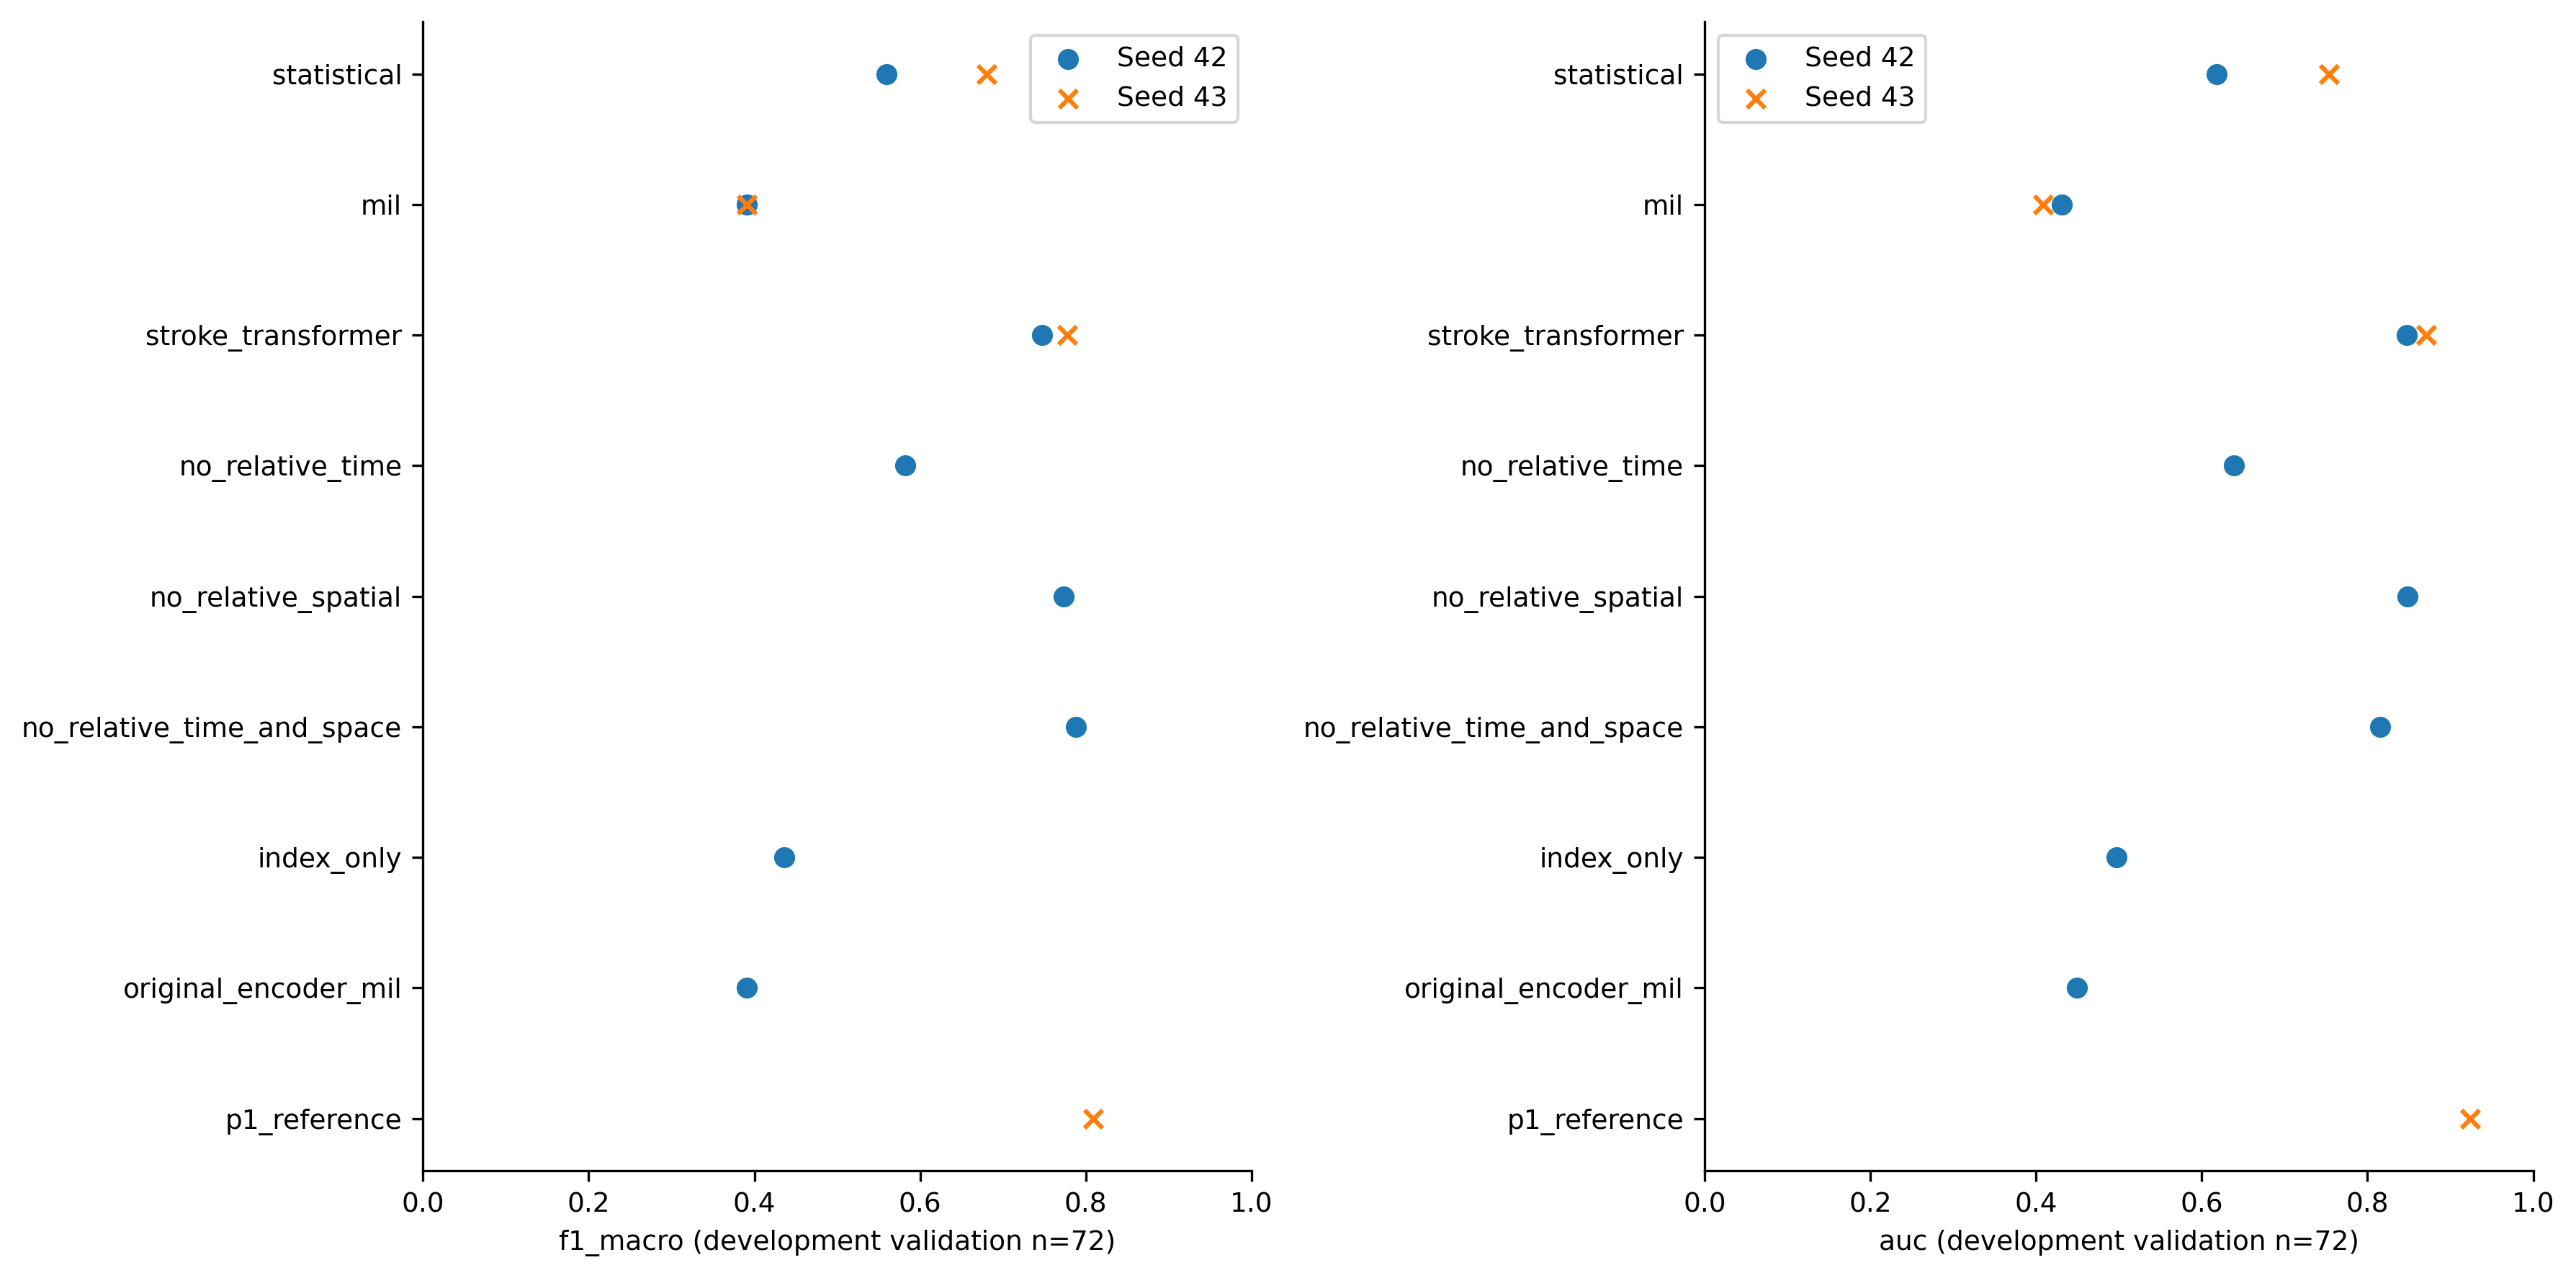 statistical
mil
stroke_transformer
no_relative_time
no_relative_spatial
no_relative_time_and_space
index_only
original_encoder_mil
p1_reference
Seed 42
Seed 43
0.0 0.2 0.4 0.6 0.8 1.0
f1_macro (development validation n=72)
statistical
mil
stroke_transformer
no_relative_time
no_relative_spatial
no_relative_time_and_space
index_only
original_encoder_mil
p1_reference
Seed 42
Seed 43
0.0 0.2 0.4 0.6 0.8 1.0
auc (development validation n=72)